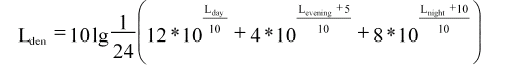 L_den = 10 lg 1/24 ( 12 * 10^(L_day/10) + 4 * 10^((L_evening + 5)/10) + 8 * 10^((L_night + 10)/10) )